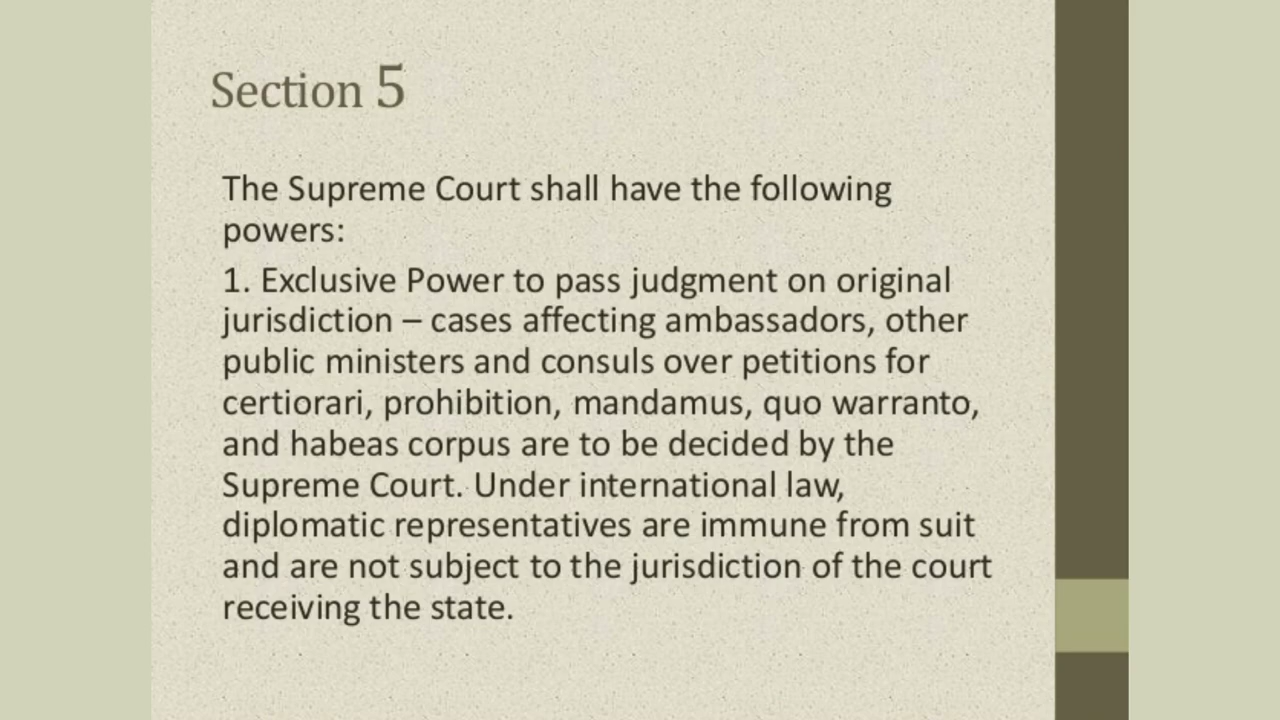 Section 5
The Supreme Court shall have the following
powers:
1. Exclusive Power to pass judgment on original
jurisdiction – cases affecting ambassadors, other
public ministers and consuls over petitions for
certiorari, prohibition, mandamus, quo warranto,
and habeas corpus are to be decided by the
Supreme Court. Under international law,
diplomatic representatives are immune from suit
and are not subject to the jurisdiction of the court
receiving the state.